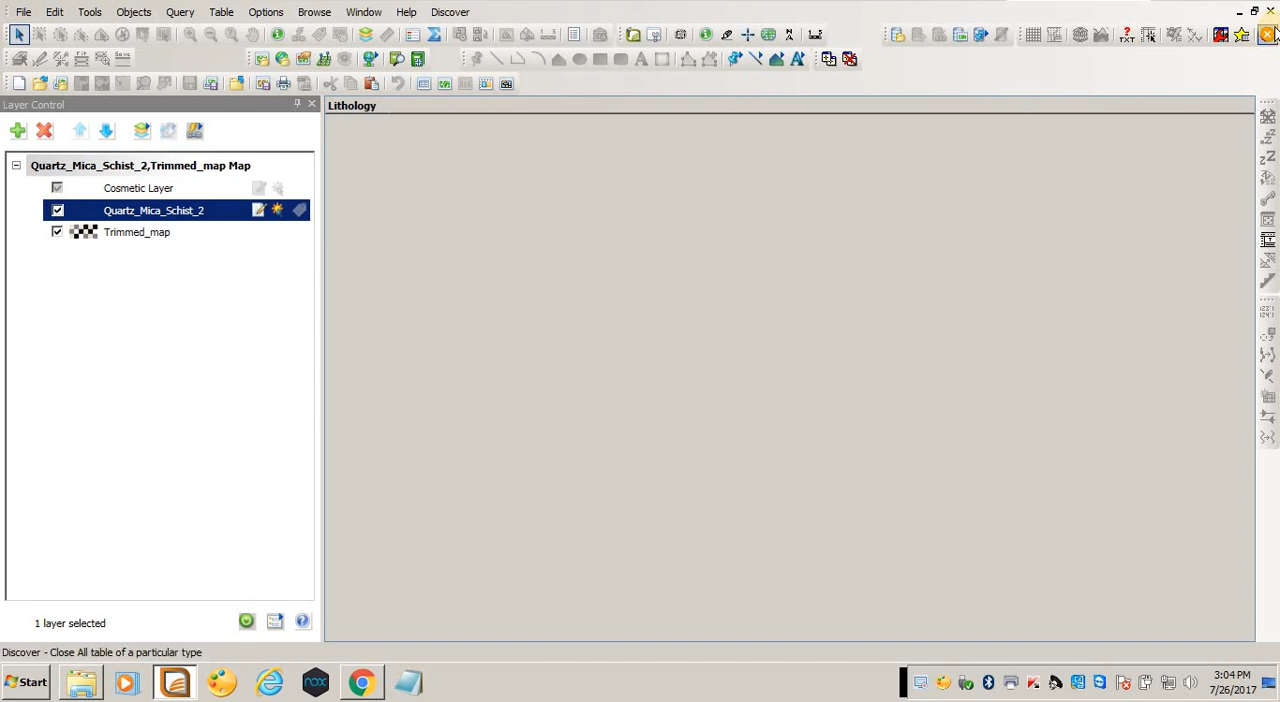 File Edit Tools Objects Query Table Options Browse Window Help Discover
Layer Control
Lithology
Quartz_Mica_Schist_2,Trimmed_map Map
Cosmetic Layer
Quartz_Mica_Schist_2
Trimmed_map
1 layer selected
Discover - Close All table of a particular type
Start
nox
3:04 PM
7/26/2017